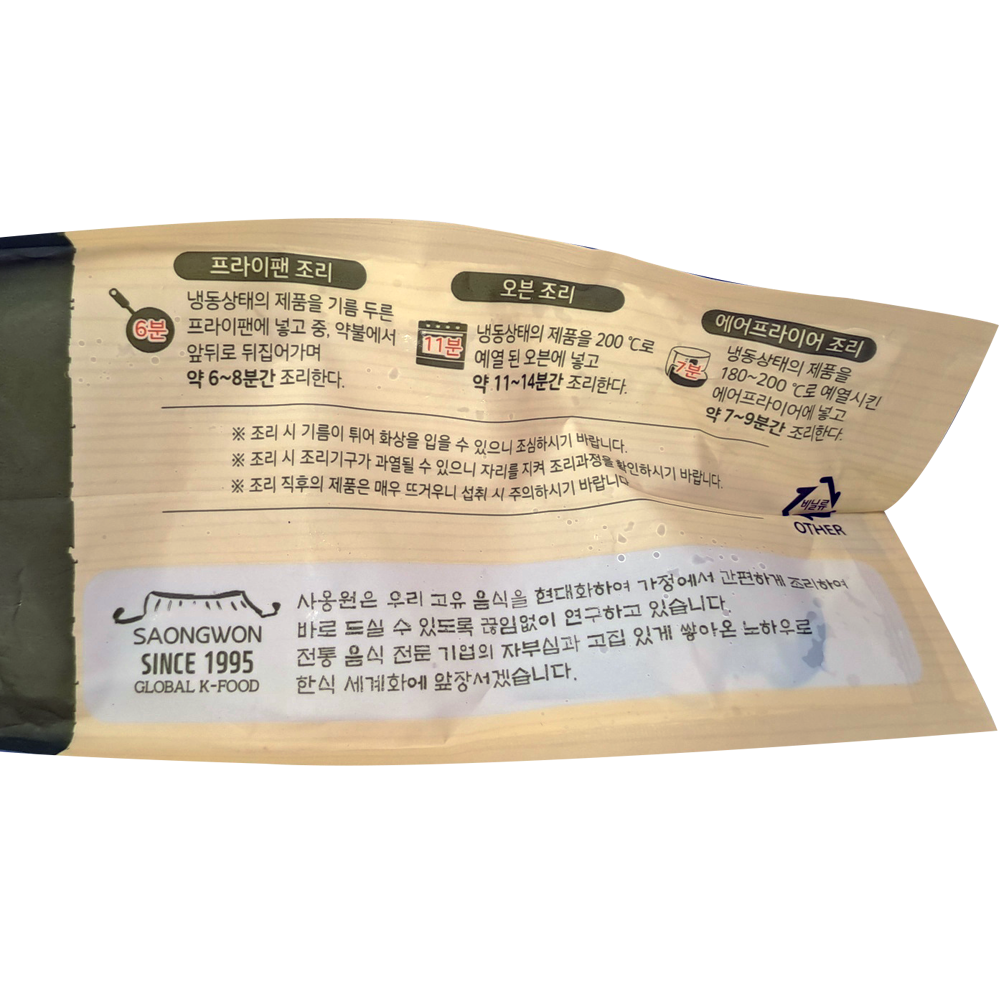 프라이팬 조리
6분
냉동상태의 제품을 기름 두른
프라이팬에 넣고 중, 약불에서
앞뒤로 뒤집어가며
약 6~8분간 조리한다.
오븐 조리
11분
냉동상태의 제품을 200 ℃로
예열 된 오븐에 넣고
약 11~14분간 조리한다.
에어프라이어 조리
7분
냉동상태의 제품을
180~200 ℃로 예열시킨
에어프라이어에 넣고
약 7~9분간 조리한다.
※ 조리 시 기름이 튀어 화상을 입을 수 있으니 조심하시기 바랍니다.
※ 조리 시 조리기구가 과열될 수 있으니 자리를 지켜 조리과정을 확인하시기 바랍니다.
※ 조리 직후의 제품은 매우 뜨거우니 섭취 시 주의하시기 바랍니다.
비닐류
OTHER
SAONGWON
SINCE 1995
GLOBAL K-FOOD
사옹원은 우리 고유 음식을 현대화하여 가정에서 간편하게 조리하여
바로 드실 수 있도록 끊임없이 연구하고 있습니다.
전통 음식 전문 기업의 자부심과 고집 있게 쌓아온 노하우로
한식 세계화에 앞장서겠습니다.